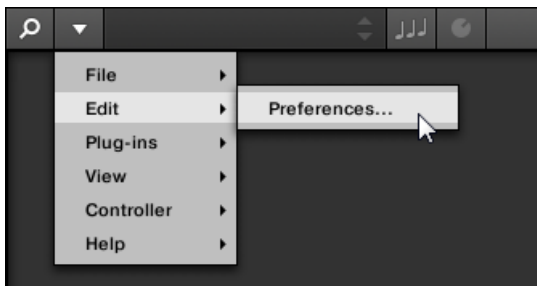 File
Edit
Preferences...
Plug-ins
View
Controller
Help